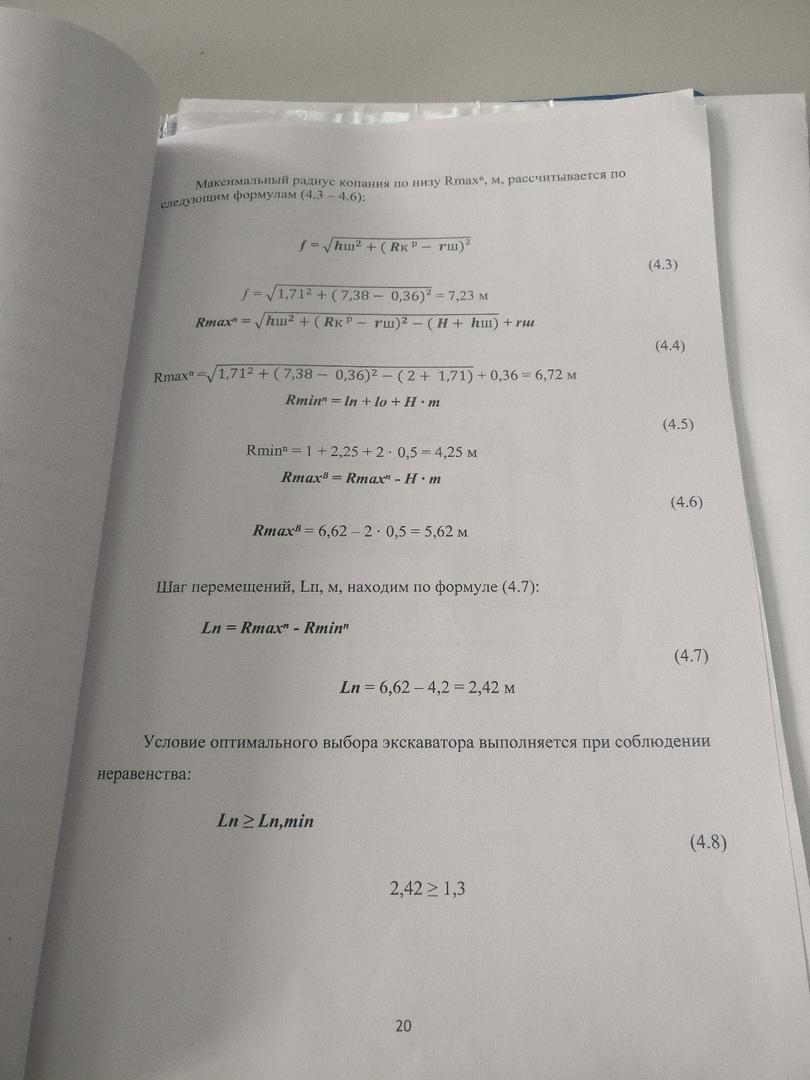 Максимальный радиус копания по низу Rmaxⁿ, м, рассчитывается по
следующим формулам (4.3 – 4.6):
f = √hш² + ( Rк ᵖ − rш)²
(4.3)
f = √1,71² + ( 7,38 − 0,36)² = 7,23 м
Rmaxⁿ = √hш² + ( Rк ᵖ − rш)² − ( H + hш) + rш
(4.4)
Rmaxⁿ =√1,71² + ( 7,38 − 0,36)² − ( 2 + 1,71) + 0,36 = 6,72 м
Rminⁿ = ln + lo + H · m
(4.5)
Rminⁿ = 1 + 2,25 + 2 · 0,5 = 4,25 м
Rmaxᴮ = Rmaxⁿ - H · m
(4.6)
Rmaxᴮ = 6,62 – 2 · 0,5 = 5,62 м
Шаг перемещений, Lп, м, находим по формуле (4.7):
Ln = Rmaxⁿ - Rminⁿ
(4.7)
Ln = 6,62 – 4,2 = 2,42 м
Условие оптимального выбора экскаватора выполняется при соблюдении
неравенства:
Ln ≥ Ln,min
(4.8)
2,42 ≥ 1,3
20